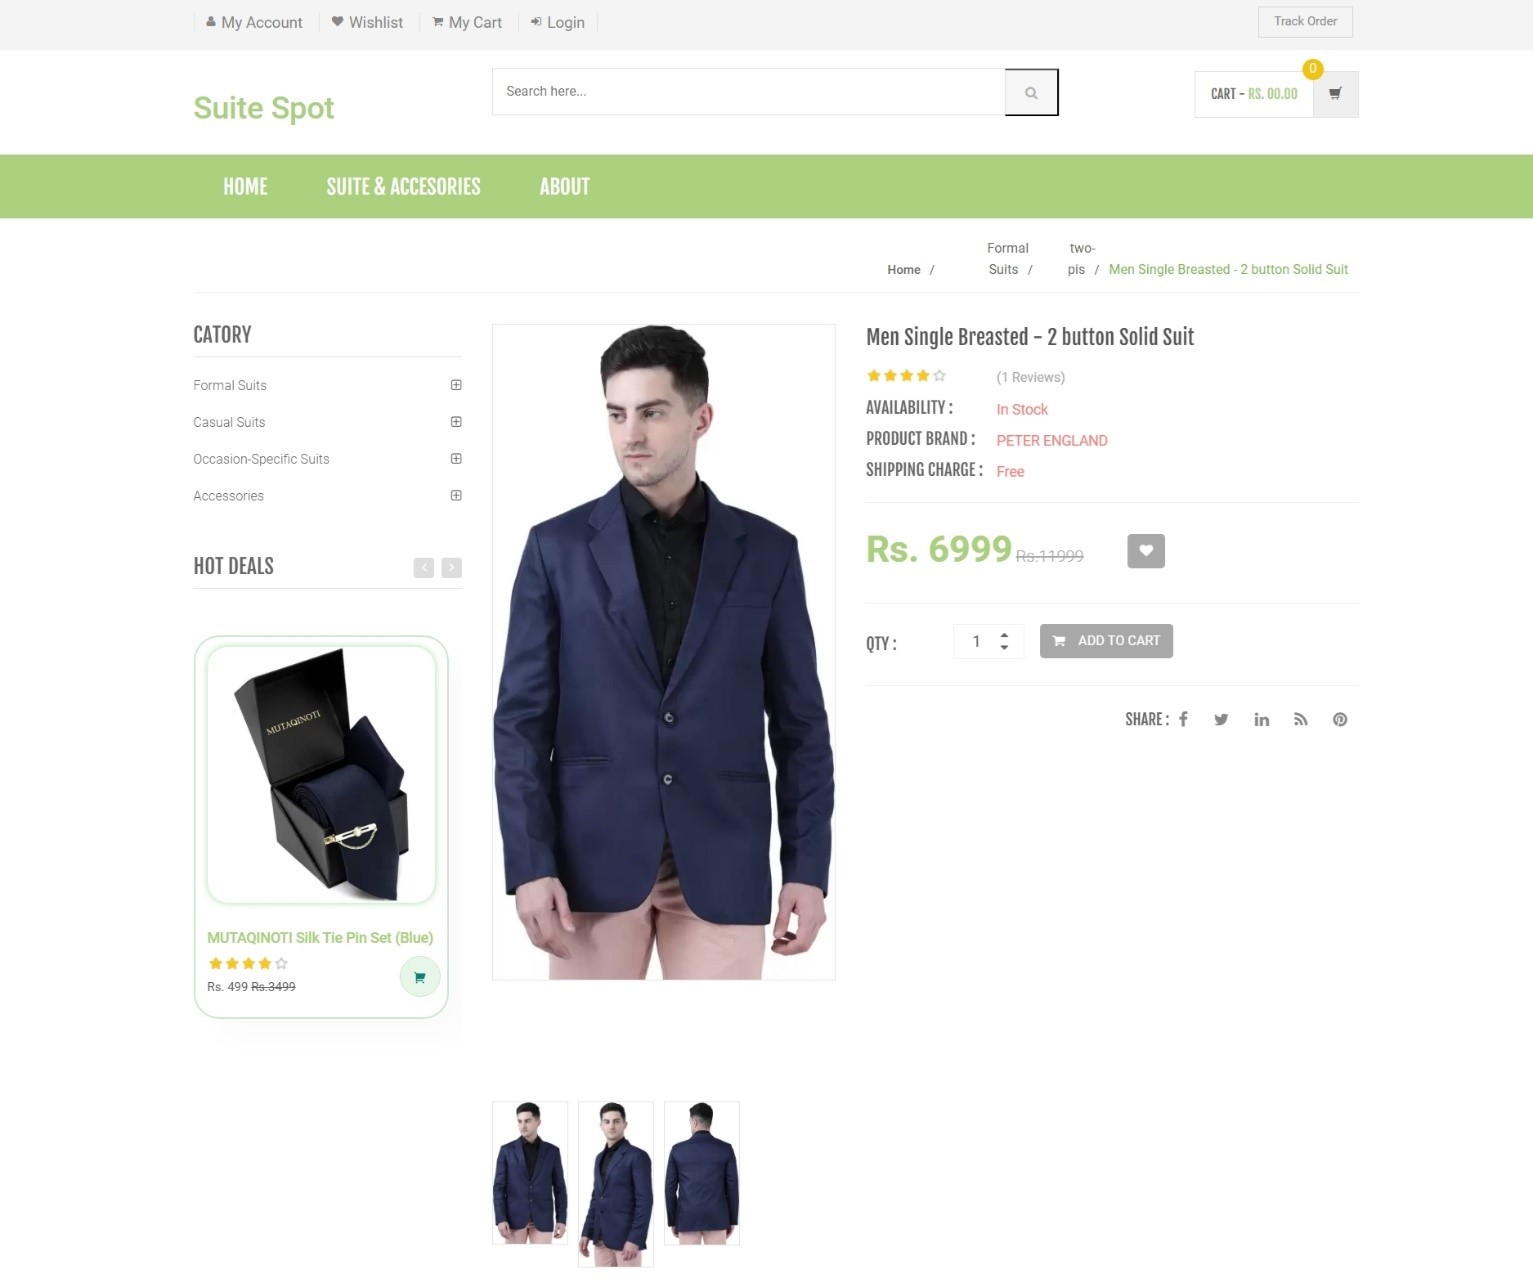 My Account
Wishlist
My Cart
Login
Track Order
Suite Spot
Search here...
CART - RS. 00.00
0
HOME
SUITE & ACCESORIES
ABOUT
Home / Formal Suits / two-pis / Men Single Breasted - 2 button Solid Suit
CATORY
Formal Suits
Casual Suits
Occasion-Specific Suits
Accessories
HOT DEALS
MUTAQINOTI
MUTAQINOTI Silk Tie Pin Set (Blue)
Rs. 499 Rs.3499
Men Single Breasted - 2 button Solid Suit
(1 Reviews)
AVAILABILITY : In Stock
PRODUCT BRAND : PETER ENGLAND
SHIPPING CHARGE : Free
Rs. 6999 Rs.11999
QTY : 1 ADD TO CART
SHARE :